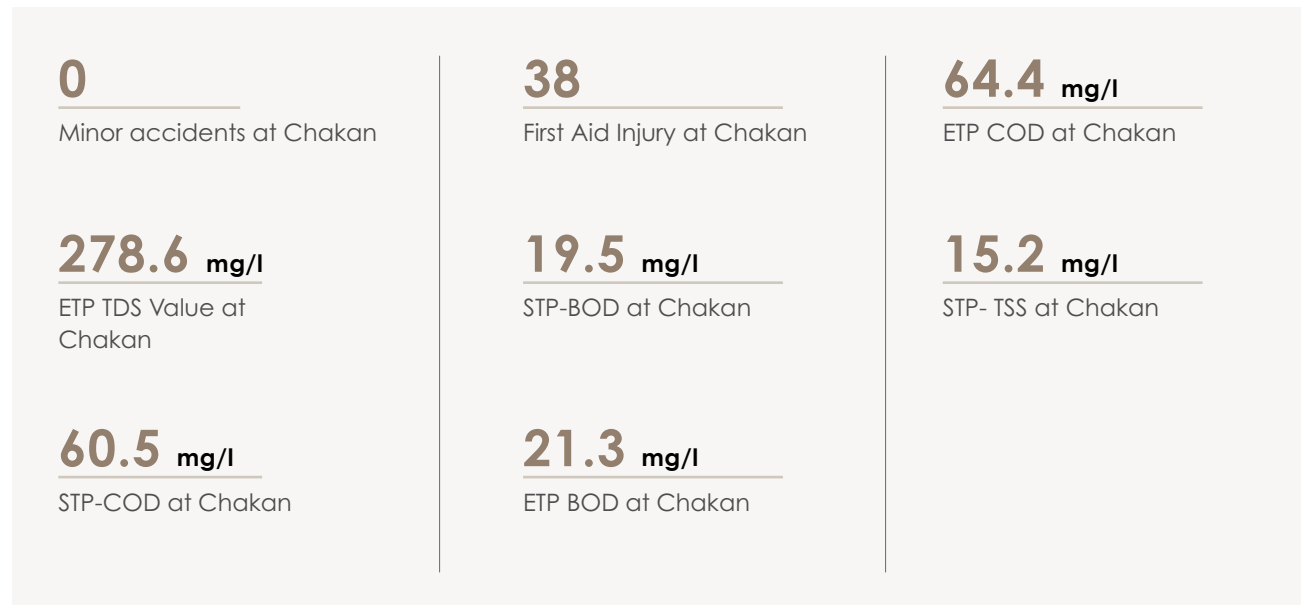 0
Minor accidents at Chakan
38
First Aid Injury at Chakan
64.4 mg/l
ETP COD at Chakan
278.6 mg/l
ETP TDS Value at
Chakan
19.5 mg/l
STP-BOD at Chakan
15.2 mg/l
STP- TSS at Chakan
60.5 mg/l
STP-COD at Chakan
21.3 mg/l
ETP BOD at Chakan